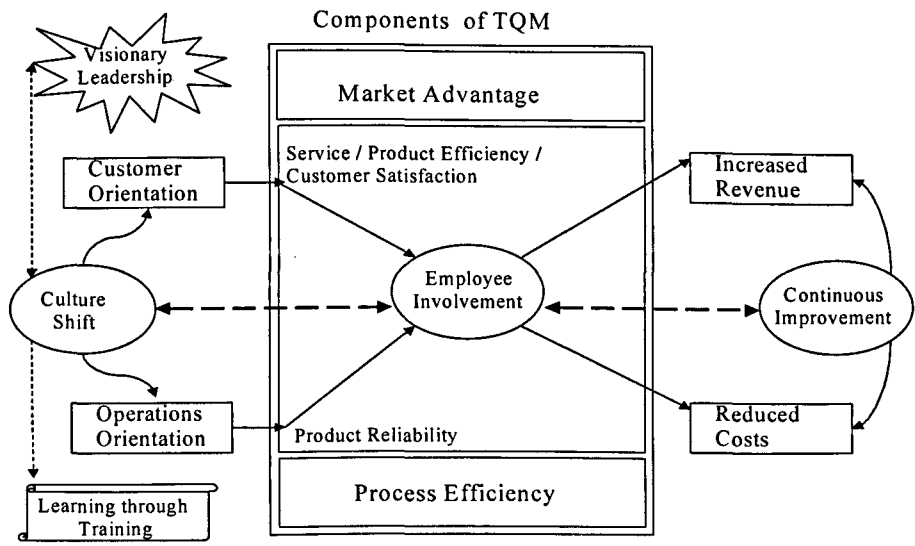 Components of TQM
Visionary
Leadership
Market Advantage
Customer
Orientation
Service / Product Efficiency /
Customer Satisfaction
Increased
Revenue
Culture
Shift
Employee
Involvement
Continuous
Improvement
Operations
Orientation
Product Reliability
Reduced
Costs
Process Efficiency
Learning through
Training